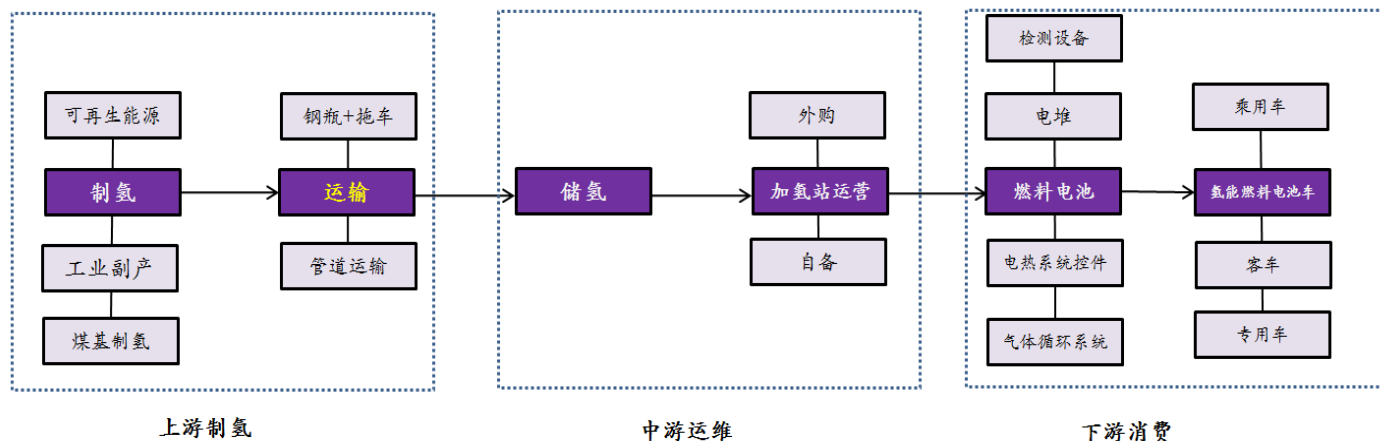 可再生能源
制氢
工业副产
煤基制氢
钢瓶+拖车
运输
管道运输
上游制氢
储氢
外购
加氢站运营
自备
中游运维
检测设备
电堆
燃料电池
电热系统控件
气体循环系统
乘用车
氢能燃料电池车
客车
专用车
下游消费